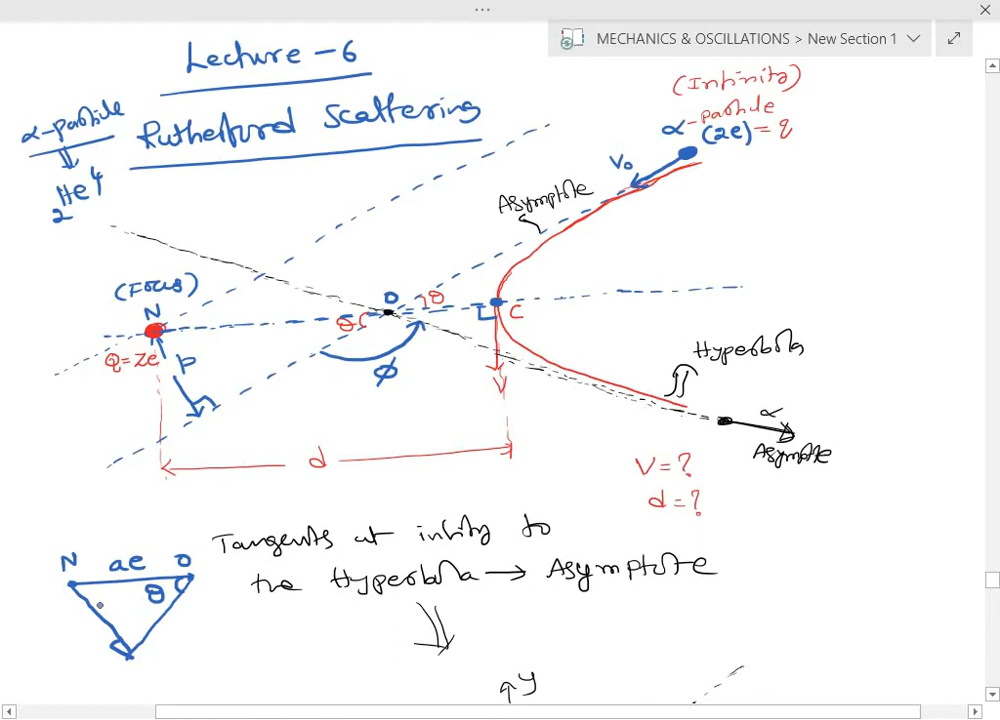 MECHANICS & OSCILLATIONS > New Section 1
Lecture - 6
Rutherford Scattering
α-particle
2He4
(Infinity)
α-particle
(2e) = q
V0
Asymptote
(Focus)
N
O
θ
θ
C
Q=Ze
p
ϕ
V
Hyperbola
α
Asymptote
d
V = ?
d = ?
Tangents at infinity to
the Hyperbola → Asymptote
N ae O
θ
y